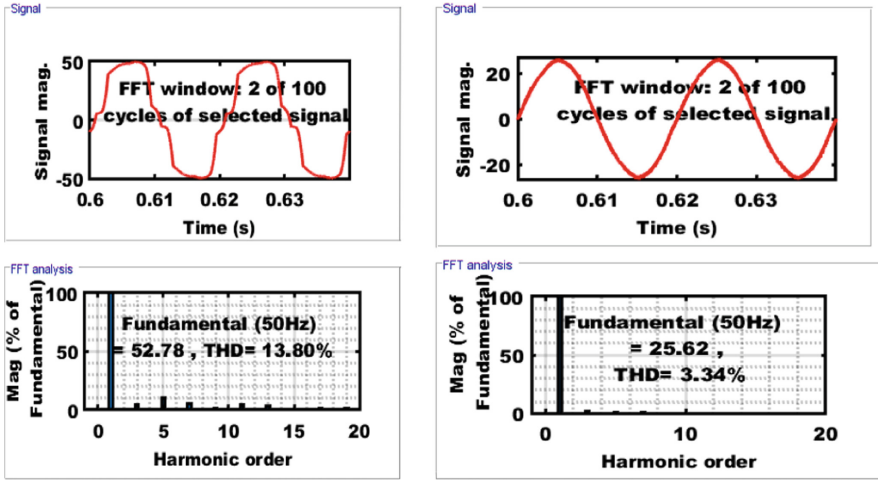 Signal
50
0
-50
Signal mag.
FFT window: 2 of 100
cycles of selected signal
0.6 0.61 0.62 0.63
Time (s)
Signal
20
0
-20
Signal mag.
FFT window: 2 of 100
cycles of selected signal
0.6 0.61 0.62 0.63
Time (s)
FFT analysis
100
50
0
Mag (% of
Fundamental)
Fundamental (50Hz)
= 52.78 , THD= 13.80%
0 5 10 15 20
Harmonic order
FFT analysis
100
50
0
Mag (% of
Fundamental)
Fundamental (50Hz)
= 25.62 ,
THD= 3.34%
0 10 20
Harmonic order